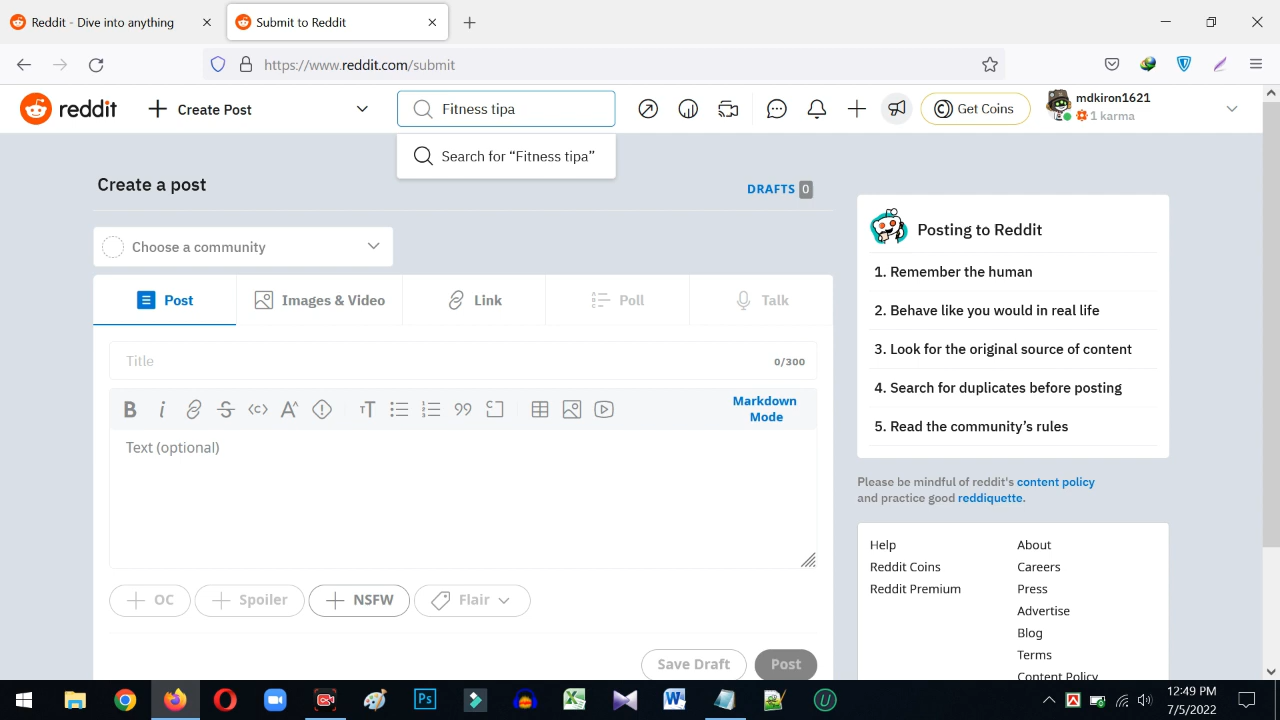 Reddit - Dive into anything
Submit to Reddit
https://www.reddit.com/submit
reddit
Create Post
Fitness tipa
Get Coins
mdkiron1621
1 karma
Search for “Fitness tipa”
Create a post
DRAFTS 0
Choose a community
Post
Images & Video
Link
Poll
Talk
Title
0/300
Markdown
Mode
Text (optional)
OC
Spoiler
NSFW
Flair
Save Draft
Post
Posting to Reddit
1. Remember the human
2. Behave like you would in real life
3. Look for the original source of content
4. Search for duplicates before posting
5. Read the community’s rules
Please be mindful of reddit's content policy
and practice good reddiquette.
Help
Reddit Coins
Reddit Premium
About
Careers
Press
Advertise
Blog
Terms
Content Policy
12:49 PM
7/5/2022